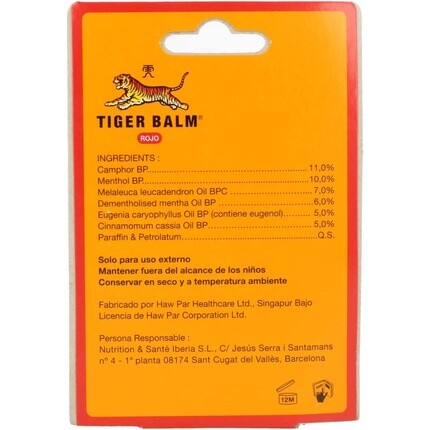 虎
TIGER BALM®
ROJO
INGREDIENTS :
Camphor BP........................................................11,0%
Menthol BP.........................................................10,0%
Melaleuca leucadendron Oil BPC.......................7,0%
Dementholised mentha Oil BP............................6,0%
Eugenia caryophyllus Oil BP (contiene eugenol)........5,0%
Cinnamomum cassia Oil BP...............................5,0%
Paraffin & Petrolatum..........................................Q.S.
Solo para uso externo
Mantener fuera del alcance de los niños
Conservar en seco y a temperatura ambiente
Fabricado por Haw Par Healthcare Ltd., Singapur Bajo
Licencia de Haw Par Corporation Ltd.
Persona Responsable :
Nutrition & Santé Iberia S.L., C/ Jesús Serra i Santamans
nº 4 - 1ª planta 08174 Sant Cugat del Vallès, Barcelona
12M